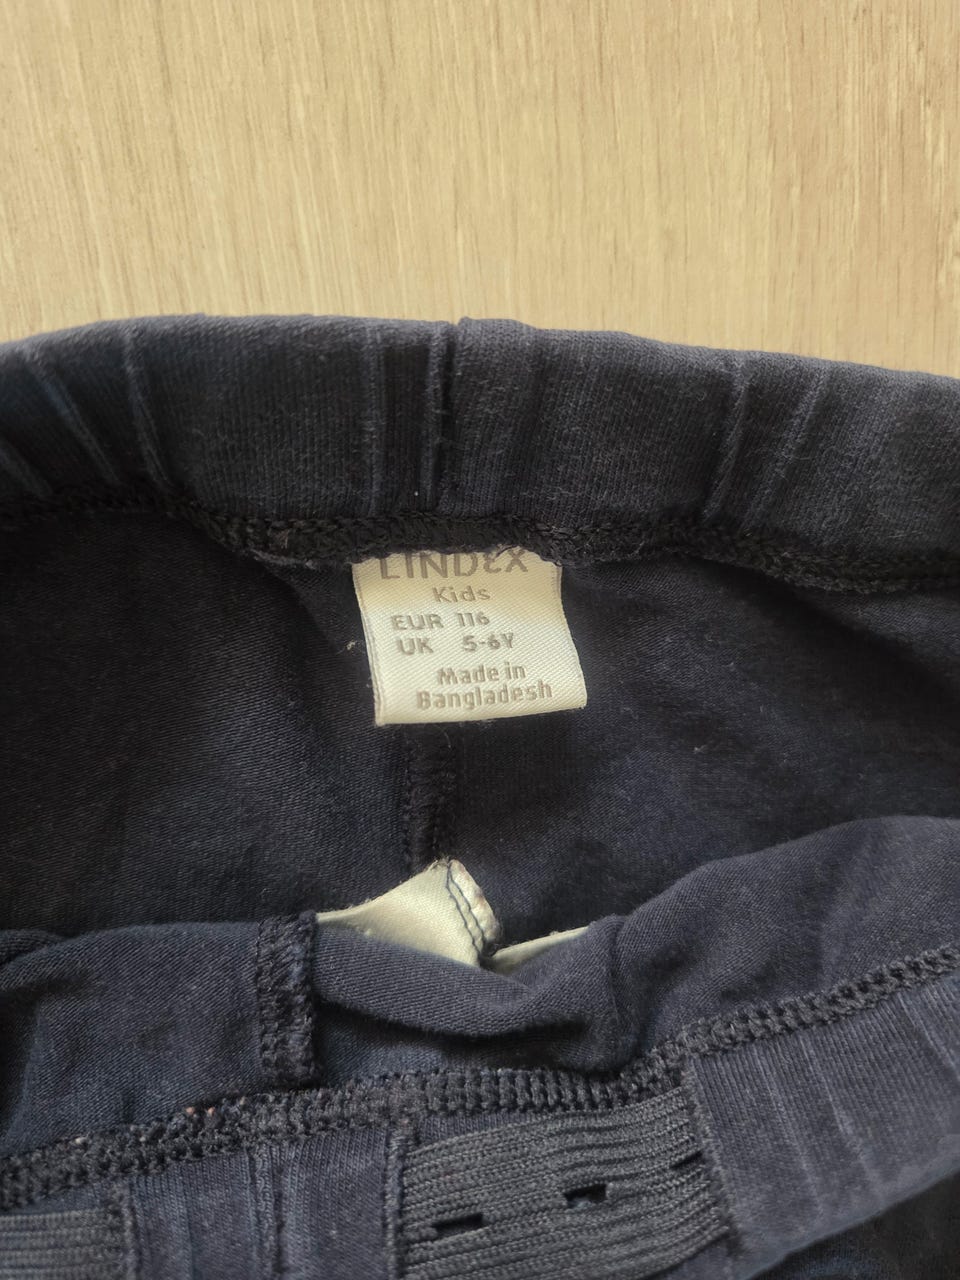 LINDEX
Kids
EUR 116
UK 5-6Y
Made in
Bangladesh